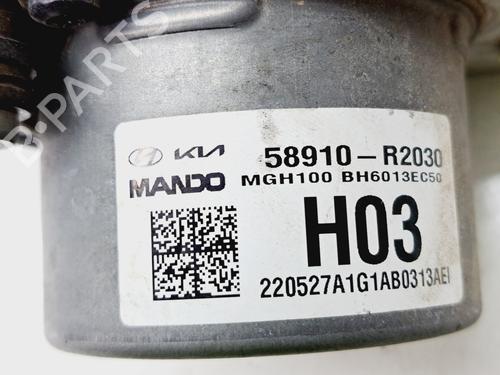 B-PARTS
KIA 58910-R2030
MANDO MGH100 BH6013EC50
H03
220527A1G1AB0313AEI